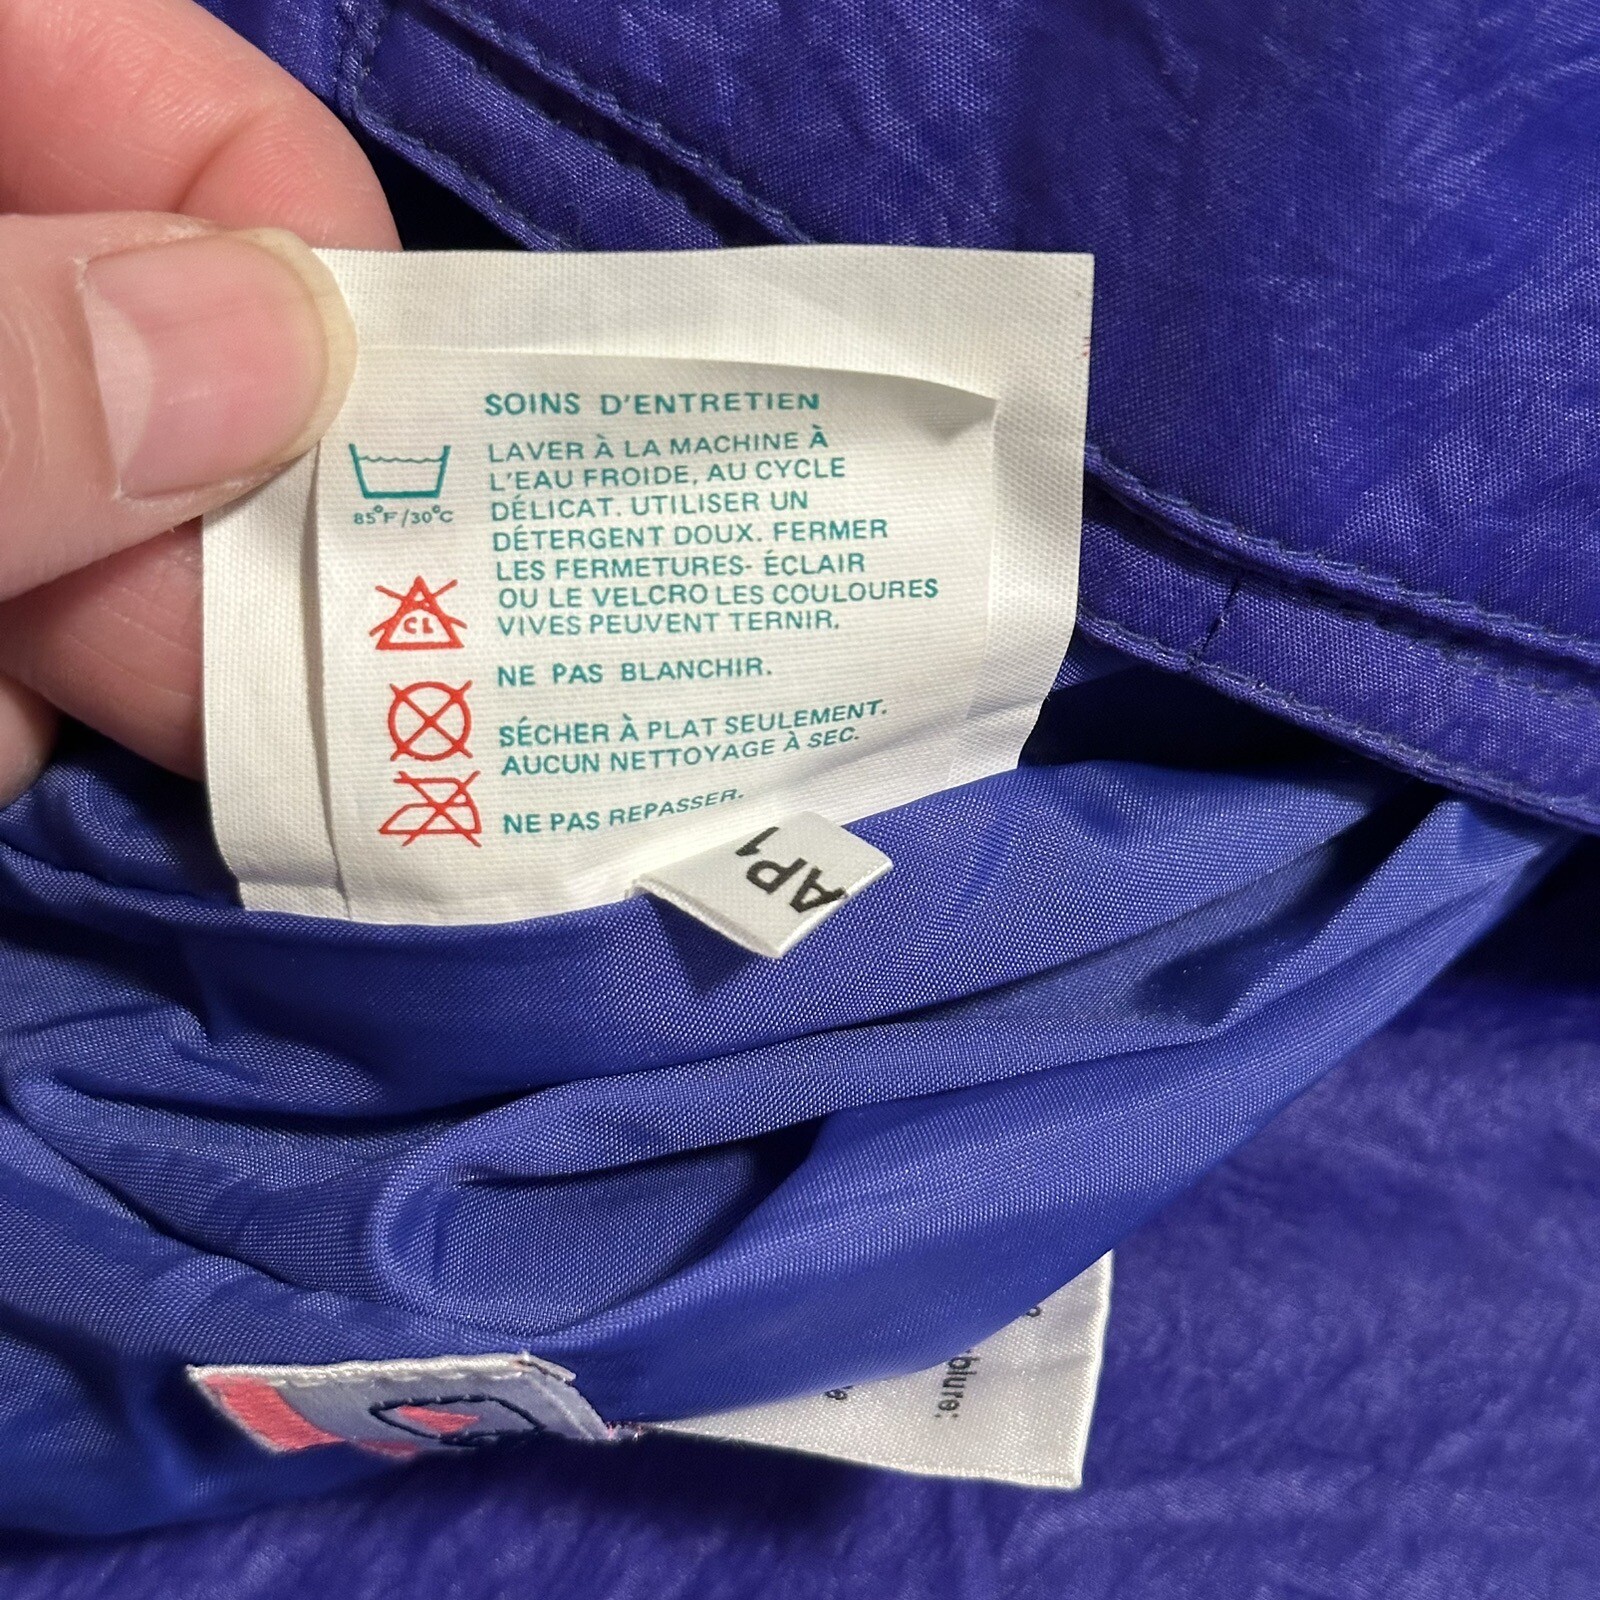 SOINS D'ENTRETIEN
LAVER À LA MACHINE À
L'EAU FROIDE, AU CYCLE
DÉLICAT. UTILISER UN
DÉTERGENT DOUX. FERMER
LES FERMETURES- ÉCLAIR
OU LE VELCRO LES COULOURES
VIVES PEUVENT TERNIR.
85°F/30°C
CL
NE PAS BLANCHIR.
SÉCHER À PLAT SEULEMENT.
AUCUN NETTOYAGE À SEC.
NE PAS REPASSER.
AP1